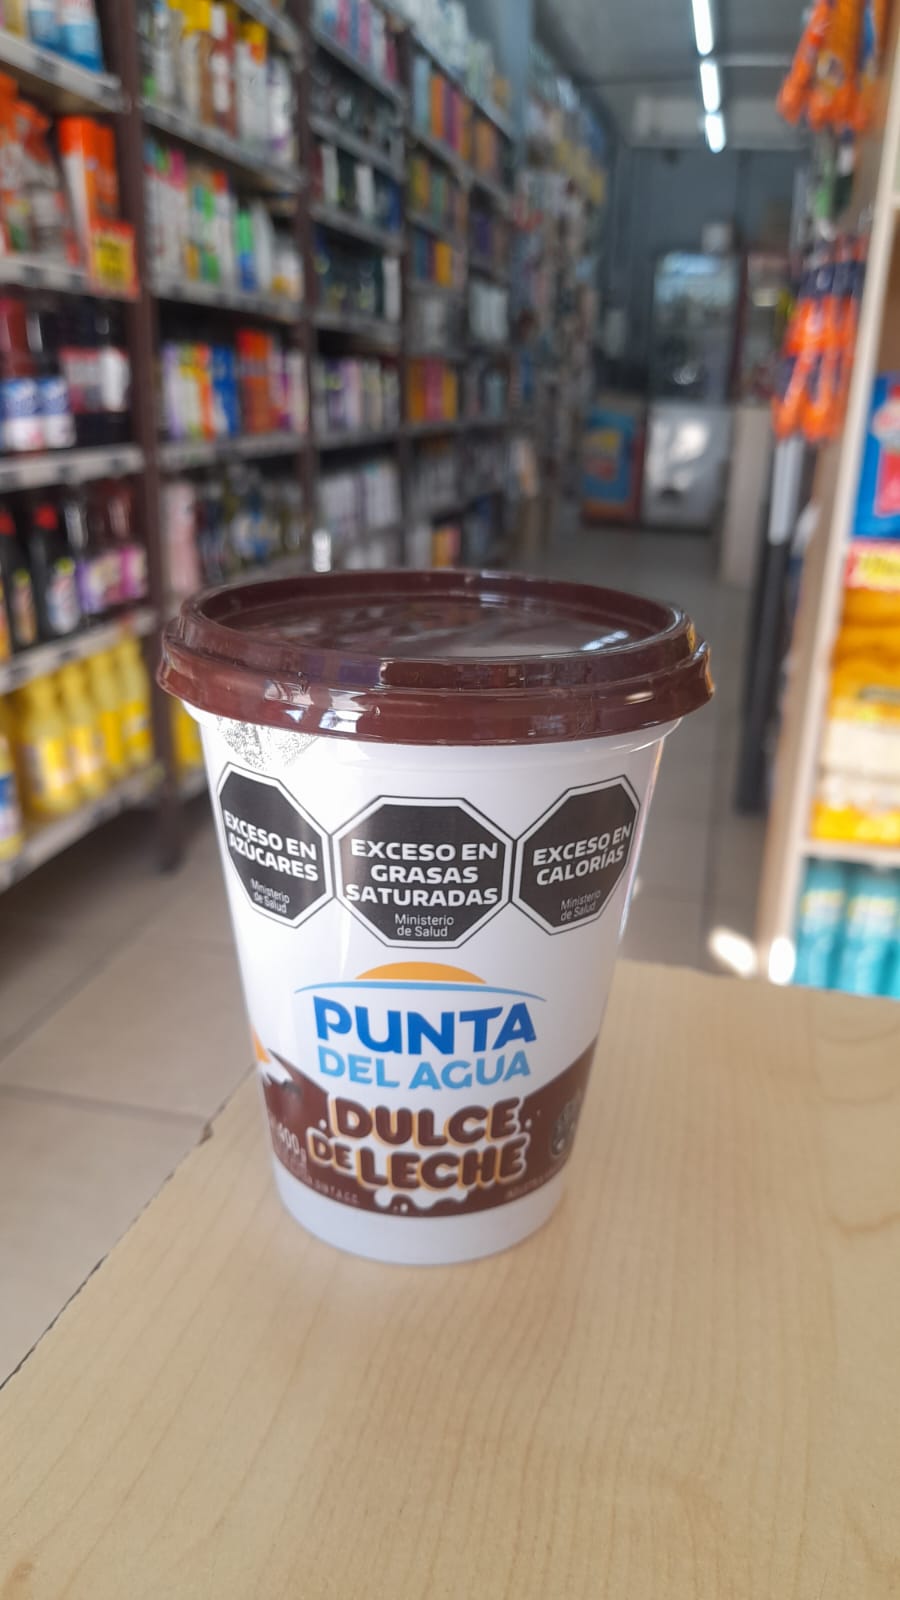 EXCESO EN
AZÚCARES
Ministerio
de Salud
EXCESO EN
GRASAS
SATURADAS
Ministerio
de Salud
EXCESO EN
CALORÍAS
Ministerio
de Salud
PUNTA
DEL AGUA
DULCE
DE LECHE
400